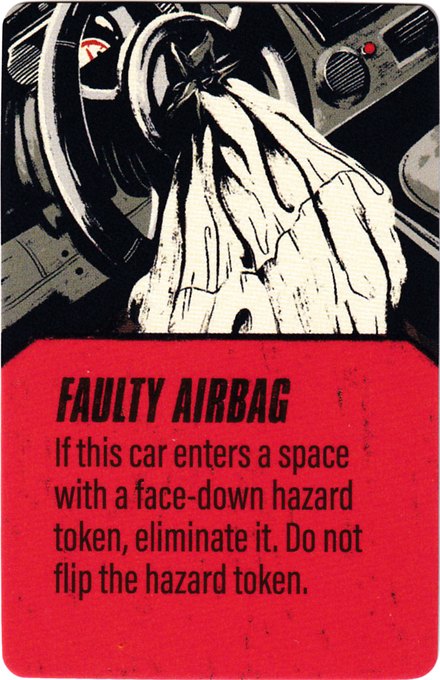 FAULTY AIRBAG
If this car enters a space
with a face-down hazard
token, eliminate it. Do not
flip the hazard token.